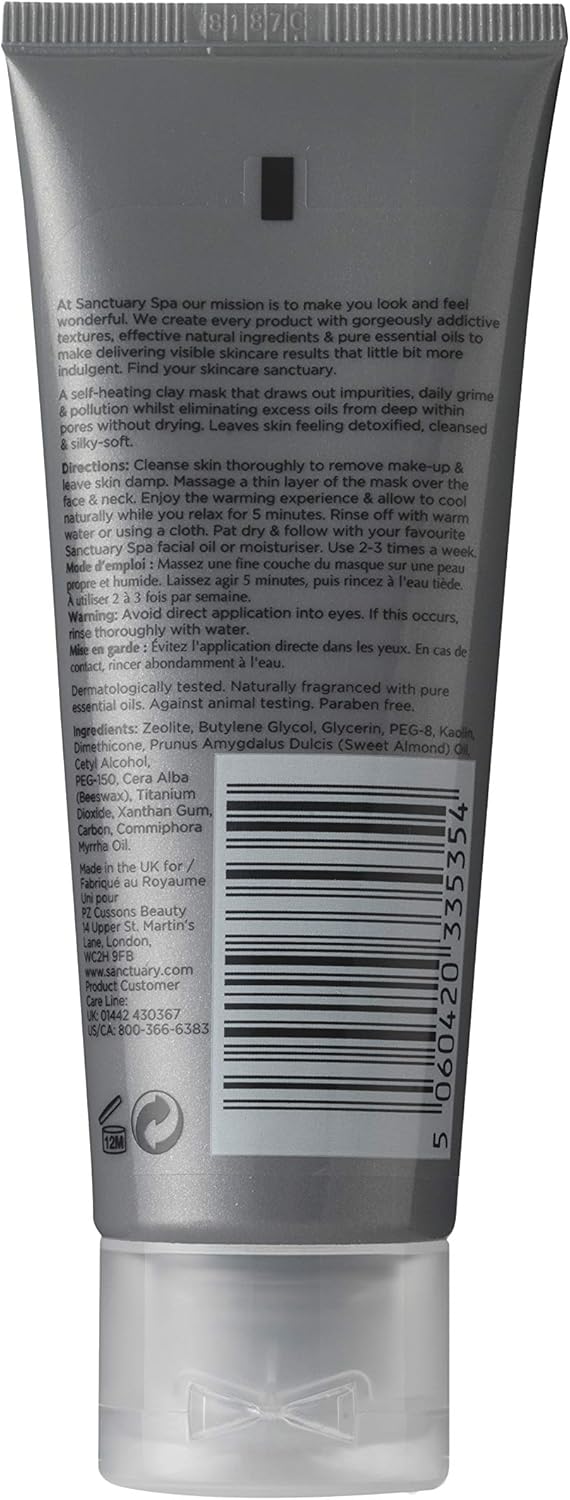 8187C
At Sanctuary Spa our mission is to make you look and feel
wonderful. We create every product with gorgeously addictive
textures, effective natural ingredients & pure essential oils to
make delivering visible skincare results that little bit more
indulgent. Find your skincare sanctuary.
A self-heating clay mask that draws out impurities, daily grime
& pollution whilst eliminating excess oils from deep within
pores without drying. Leaves skin feeling detoxified, cleansed
& silky-soft.
Directions: Cleanse skin thoroughly to remove make-up &
leave skin damp. Massage a thin layer of the mask over the
face & neck. Enjoy the warming experience & allow to cool
naturally while you relax for 5 minutes. Rinse off with warm
water or using a cloth. Pat dry & follow with your favourite
Sanctuary Spa facial oil or moisturiser. Use 2-3 times a week.
Mode d'emploi : Massez une fine couche du masque sur une peau
propre et humide. Laissez agir 5 minutes, puis rincez à l'eau tiède.
À utiliser 2 à 3 fois par semaine.
Warning: Avoid direct application into eyes. If this occurs,
rinse thoroughly with water.
Mise en garde : Évitez l'application directe dans les yeux. En cas de
contact, rincer abondamment à l'eau.
Dermatologically tested. Naturally fragranced with pure
essential oils. Against animal testing. Paraben free.
Ingredients: Zeolite, Butylene Glycol, Glycerin, PEG-8, Kaolin,
Dimethicone, Prunus Amygdalus Dulcis (Sweet Almond) Oil,
Cetyl Alcohol,
PEG-150, Cera Alba
(Beeswax), Titanium
Dioxide, Xanthan Gum,
Carbon, Commiphora
Myrrha Oil.
Made in the UK for /
Fabriqué au Royaume
Uni pour
PZ Cussons Beauty
14 Upper St. Martin's
Lane, London,
WC2H 9FB
www.sanctuary.com
Product Customer
Care Line:
UK: 01442 430367
US/CA: 800-366-6383
12M
5 060420 335354